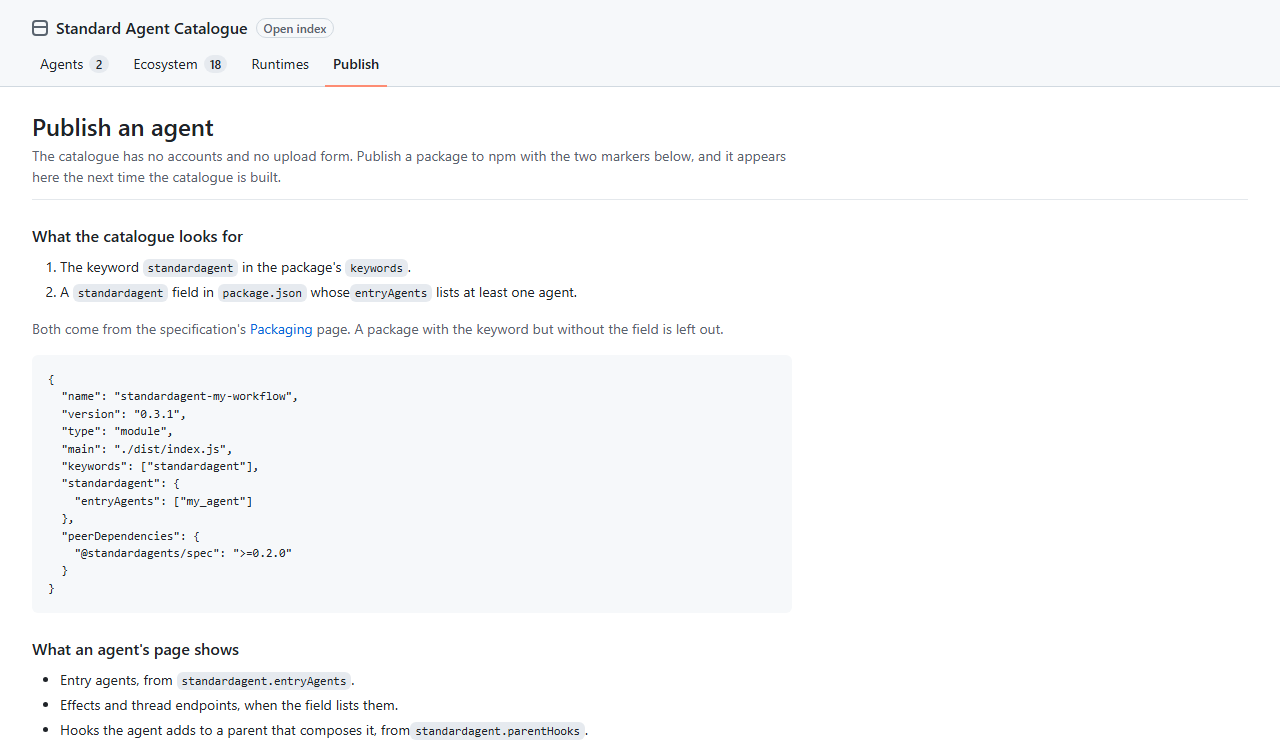 Standard Agent Catalogue Open index
Agents 2 Ecosystem 18 Runtimes Publish
Publish an agent
The catalogue has no accounts and no upload form. Publish a package to npm with the two markers below, and it appears
here the next time the catalogue is built.
What the catalogue looks for
1. The keyword standardagent in the package's keywords.
2. A standardagent field in package.json whose entryAgents lists at least one agent.
Both come from the specification's Packaging page. A package with the keyword but without the field is left out.
{
  "name": "standardagent-my-workflow",
  "version": "0.3.1",
  "type": "module",
  "main": "./dist/index.js",
  "keywords": ["standardagent"],
  "standardagent": {
    "entryAgents": ["my_agent"]
  },
  "peerDependencies": {
    "@standardagents/spec": ">=0.2.0"
  }
}
What an agent's page shows
• Entry agents, from standardagent.entryAgents.
• Effects and thread endpoints, when the field lists them.
• Hooks the agent adds to a parent that composes it, from standardagent.parentHooks.